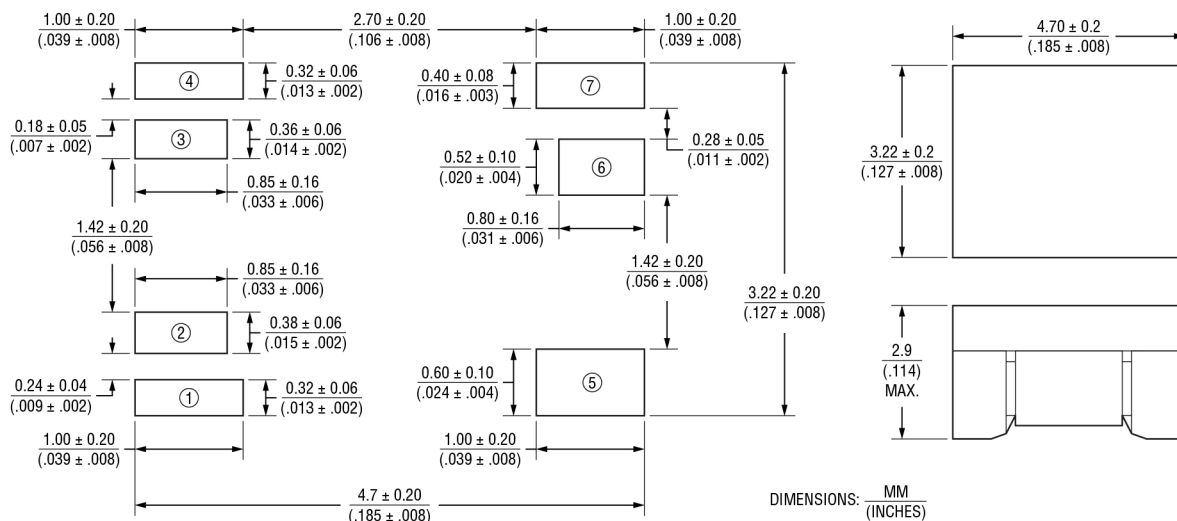 1.00 ± 0.20
(.039 ± .008)
2.70 ± 0.20
(.106 ± .008)
1.00 ± 0.20
(.039 ± .008)
4.70 ± 0.2
(.185 ± .008)
④
0.32 ± 0.06
(.013 ± .002)
0.40 ± 0.08
(.016 ± .003)
⑦
0.18 ± 0.05
(.007 ± .002)
③
0.36 ± 0.06
(.014 ± .002)
0.28 ± 0.05
(.011 ± .002)
0.52 ± 0.10
(.020 ± .004)
⑥
3.22 ± 0.2
(.127 ± .008)
0.85 ± 0.16
(.033 ± .006)
0.80 ± 0.16
(.031 ± .006)
1.42 ± 0.20
(.056 ± .008)
1.42 ± 0.20
(.056 ± .008)
0.85 ± 0.16
(.033 ± .006)
3.22 ± 0.20
(.127 ± .008)
②
0.38 ± 0.06
(.015 ± .002)
2.9
(.114)
MAX.
0.24 ± 0.04
(.009 ± .002)
①
0.32 ± 0.06
(.013 ± .002)
0.60 ± 0.10
(.024 ± .004)
⑤
1.00 ± 0.20
(.039 ± .008)
1.00 ± 0.20
(.039 ± .008)
4.7 ± 0.20
(.185 ± .008)
DIMENSIONS: MM
(INCHES)